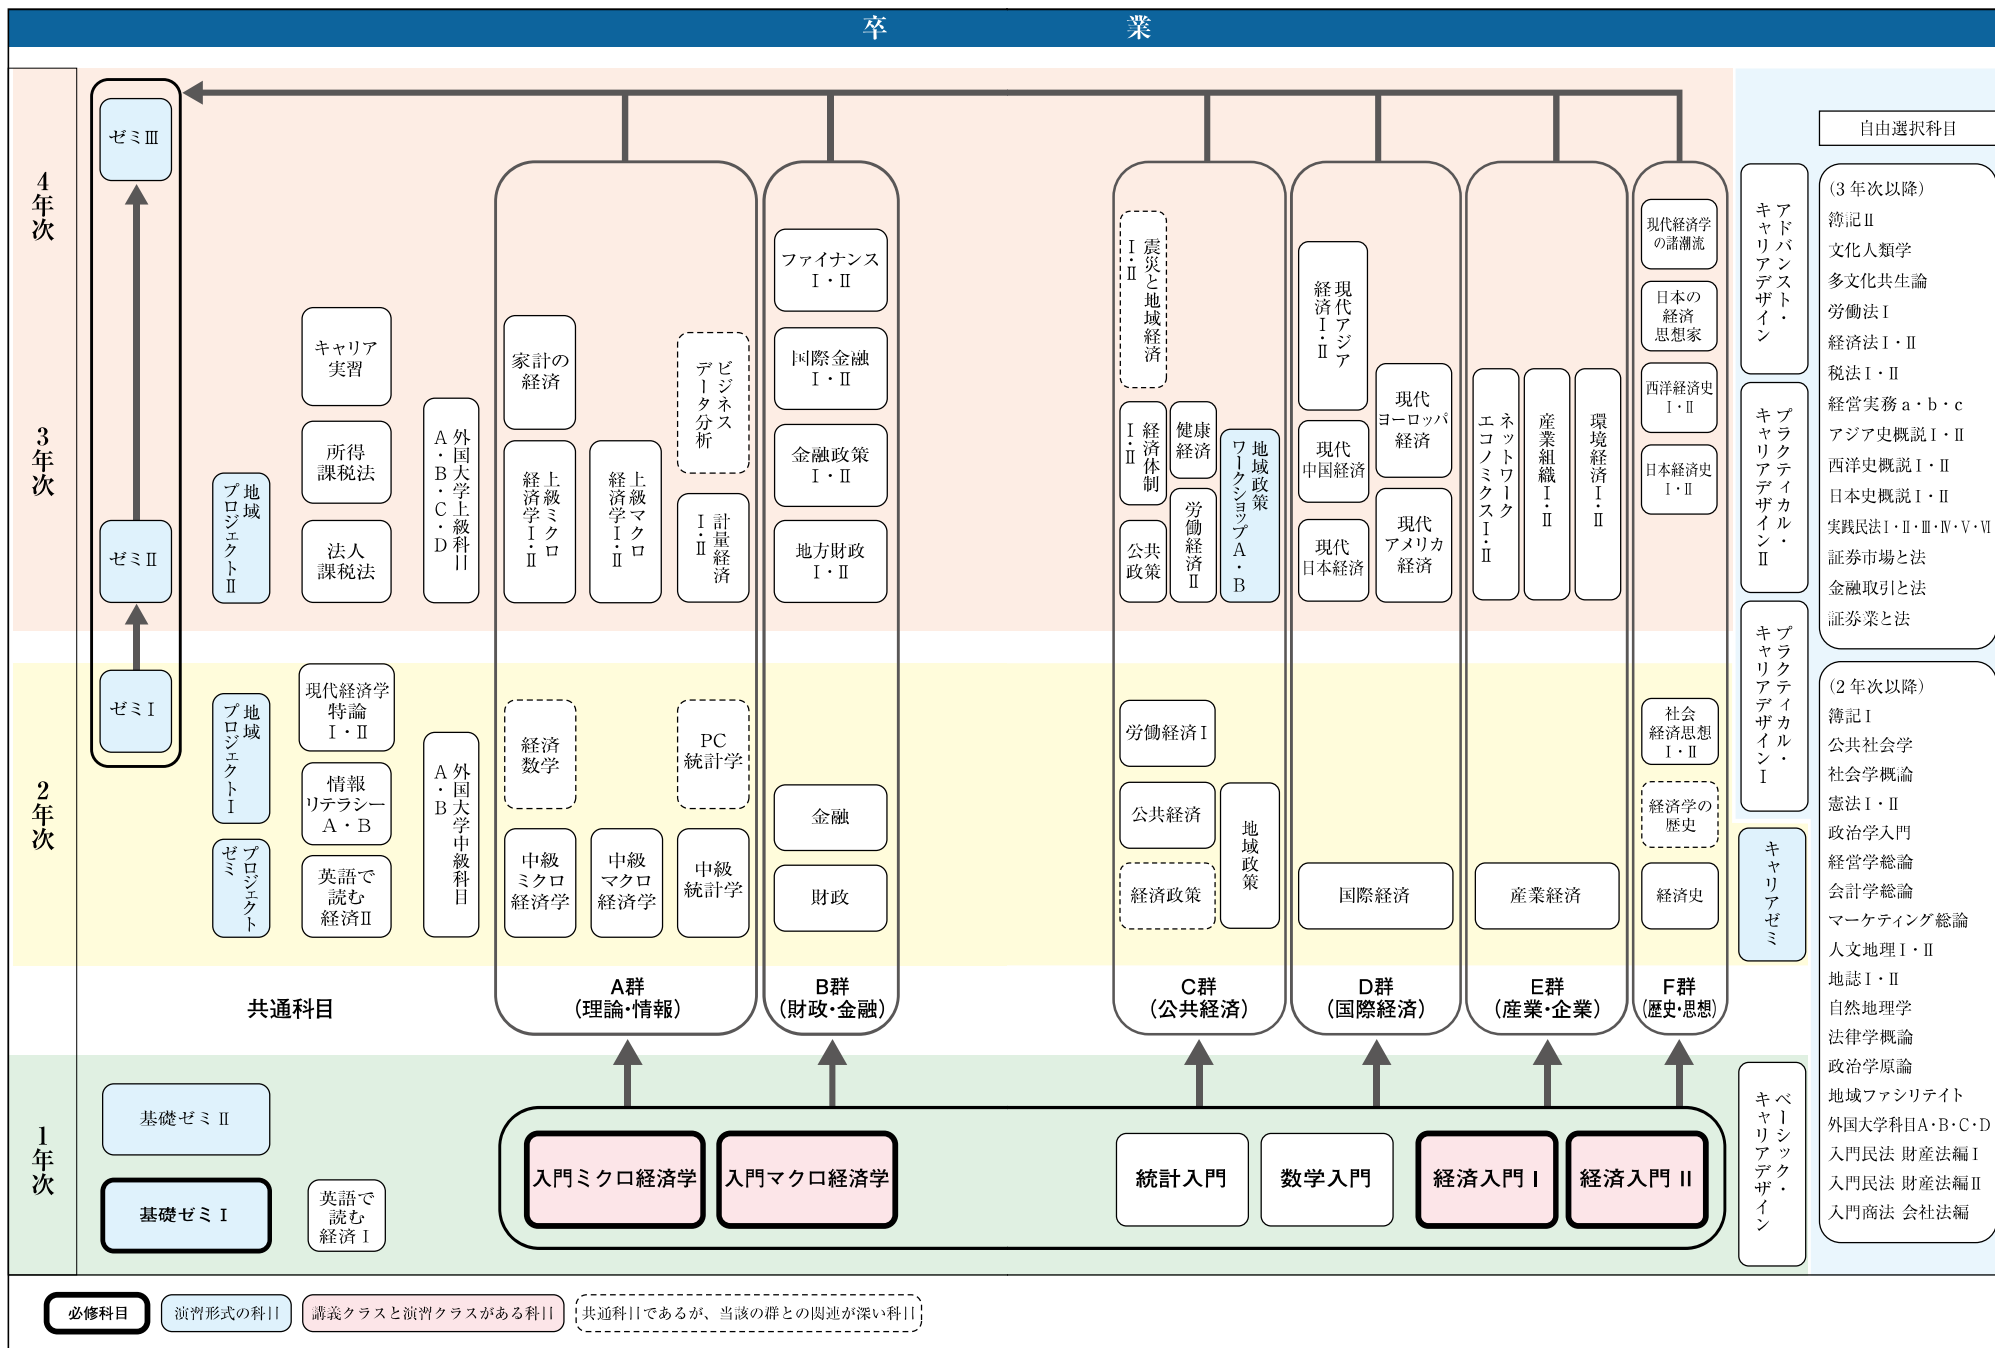 卒 業
4年次
3年次
2年次
1年次
ゼミⅢ
ゼミⅡ
ゼミⅠ
地域
プロジェクトⅡ
地域
プロジェクトⅠ
プロジェクト
ゼミ
キャリア
実習
所得
課税法
法人
課税法
現代経済学
特論
Ⅰ・Ⅱ
情報
リテラシー
A・B
英語で
読む
経済Ⅱ
外国大学上級科目
A・B・C・D
外国大学中級科目
A・B
共通科目
家計の
経済
上級ミクロ
経済学Ⅰ・Ⅱ
上級マクロ
経済学Ⅰ・Ⅱ
ビジネス
データ分析
計量経済
Ⅰ・Ⅱ
経済
数学
PC
統計学
中級
ミクロ
経済学
中級
マクロ
経済学
中級
統計学
A群
(理論・情報)
ファイナンス
Ⅰ・Ⅱ
国際金融
Ⅰ・Ⅱ
金融政策
Ⅰ・Ⅱ
地方財政
Ⅰ・Ⅱ
金融
財政
B群
(財政・金融)
震災と地域経済
Ⅰ・Ⅱ
経済体制
Ⅰ・Ⅱ
健康
経済
公共
政策
労働経済Ⅱ
地域政策
ワークショップA・B
労働経済Ⅰ
公共経済
経済政策
地域政策
C群
(公共経済)
現代アジア
経済Ⅰ・Ⅱ
現代
ヨーロッパ
経済
現代
中国経済
現代
アメリカ
経済
現代
日本経済
国際経済
D群
(国際経済)
ネットワーク
エコノミクスⅠ・Ⅱ
産業組織Ⅰ・Ⅱ
環境経済Ⅰ・Ⅱ
産業経済
E群
(産業・企業)
現代経済学
の諸潮流
日本の
経済
思想家
西洋経済史
Ⅰ・Ⅱ
日本経済史
Ⅰ・Ⅱ
社会
経済思想
Ⅰ・Ⅱ
経済学の
歴史
経済史
F群
(歴史・思想)
アドバンスト・
キャリアデザイン
プラクティカル・
キャリアデザインⅡ
プラクティカル・
キャリアデザインⅠ
キャリアゼミ
ベーシック・
キャリアデザイン
自由選択科目
(3年次以降)
簿記Ⅱ
文化人類学
多文化共生論
労働法Ⅰ
経済法Ⅰ・Ⅱ
税法Ⅰ・Ⅱ
経営実務a・b・c
アジア史概説Ⅰ・Ⅱ
西洋史概説Ⅰ・Ⅱ
日本史概説Ⅰ・Ⅱ
実践民法Ⅰ・Ⅱ・Ⅲ・Ⅳ・Ⅴ・Ⅵ
証券市場と法
金融取引と法
証券業と法
(2年次以降)
簿記Ⅰ
公共社会学
社会学概論
憲法Ⅰ・Ⅱ
政治学入門
経営学総論
会計学総論
マーケティング総論
人文地理Ⅰ・Ⅱ
地誌Ⅰ・Ⅱ
自然地理学
法律学概論
政治学原論
地域ファシリテイト
外国大学科目A・B・C・D
入門民法 財産法編Ⅰ
入門民法 財産法編Ⅱ
入門商法 会社法編
基礎ゼミⅡ
基礎ゼミⅠ
英語で
読む
経済Ⅰ
入門ミクロ経済学
入門マクロ経済学
統計入門
数学入門
経済入門Ⅰ
経済入門Ⅱ
必修科目
演習形式の科目
講義クラスと演習クラスがある科目
共通科目であるが、当該の群との関連が深い科目